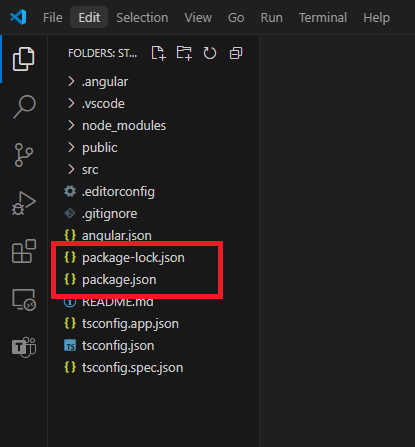 File Edit Selection View Go Run Terminal Help
FOLDERS: ST...
.angular
.vscode
node_modules
public
src
.editorconfig
.gitignore
{} angular.json
{} package-lock.json
{} package.json
README.md
{} tsconfig.app.json
TS tsconfig.json
{} tsconfig.spec.json